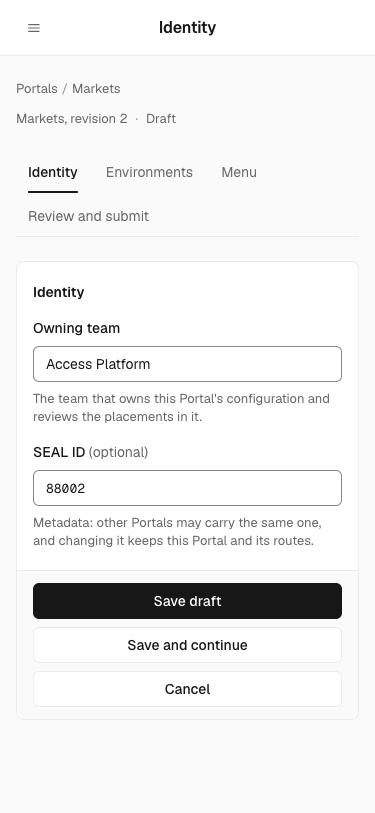 Identity
Portals / Markets
Markets, revision 2 · Draft
Identity Environments Menu
Review and submit
Identity
Owning team
Access Platform
The team that owns this Portal's configuration and
reviews the placements in it.
SEAL ID (optional)
88002
Metadata: other Portals may carry the same one,
and changing it keeps this Portal and its routes.
Save draft
Save and continue
Cancel